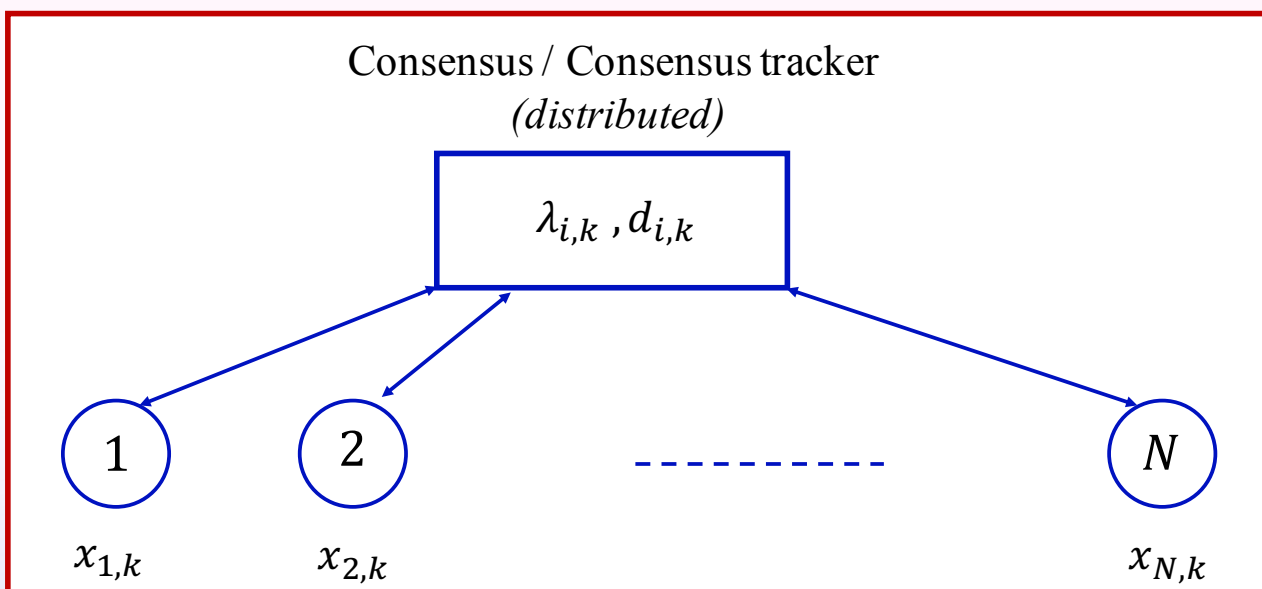 Consensus / Consensus tracker
(distributed)
λ_{i,k} , d_{i,k}
1 2 N
x_{1,k} x_{2,k} x_{N,k}